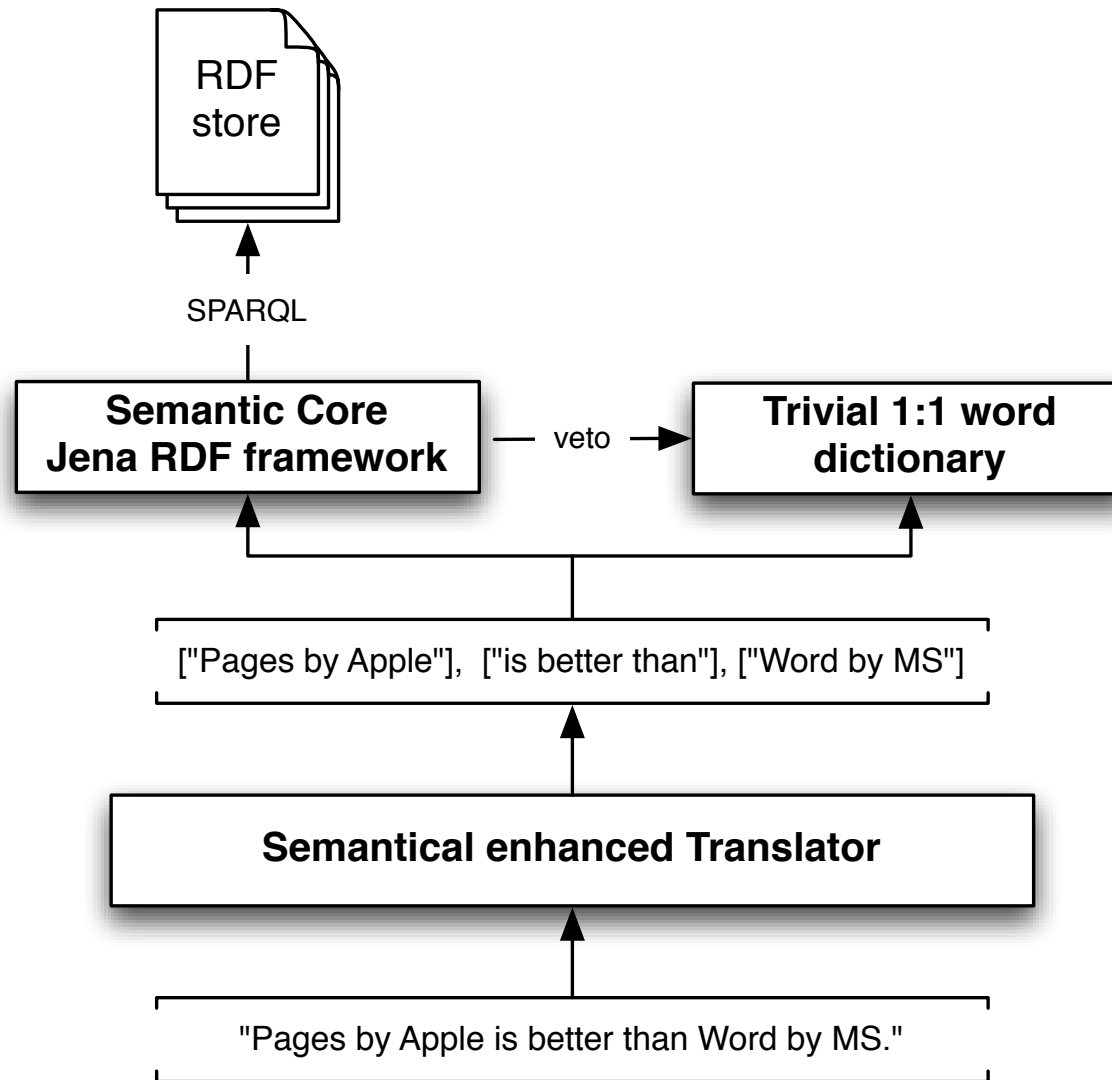 RDF
store
SPARQL
Semantic Core
Jena RDF framework
veto
Trivial 1:1 word
dictionary
["Pages by Apple"],  ["is better than"], ["Word by MS"]
Semantical enhanced Translator
"Pages by Apple is better than Word by MS."